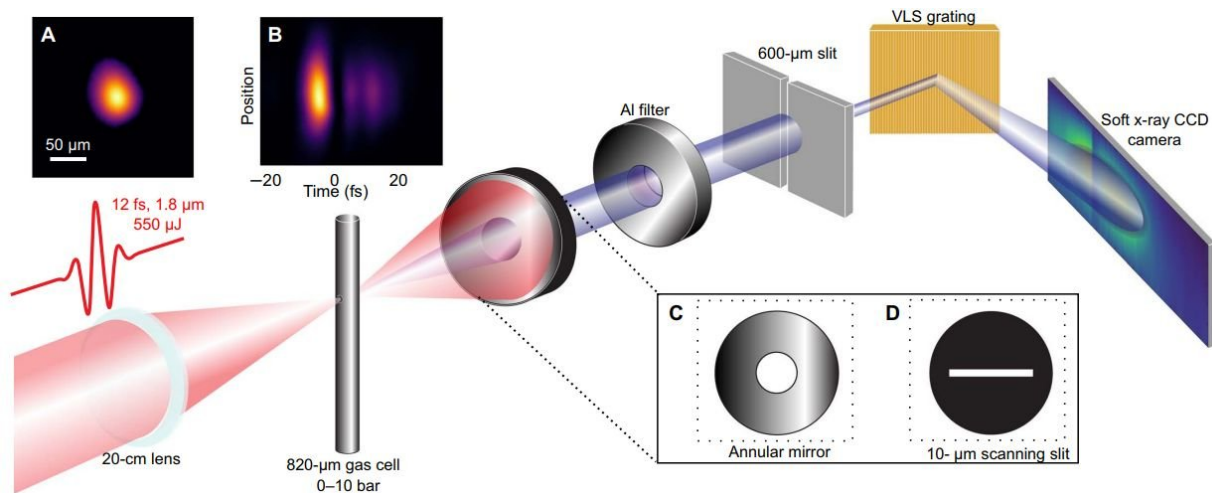 A
50 µm
B
Position
–20
0
20
Time (fs)
12 fs, 1.8 µm
550 µJ
20-cm lens
820-µm gas cell
0–10 bar
Al filter
600-µm slit
VLS grating
Soft x-ray CCD
camera
C
Annular mirror
D
10- µm scanning slit